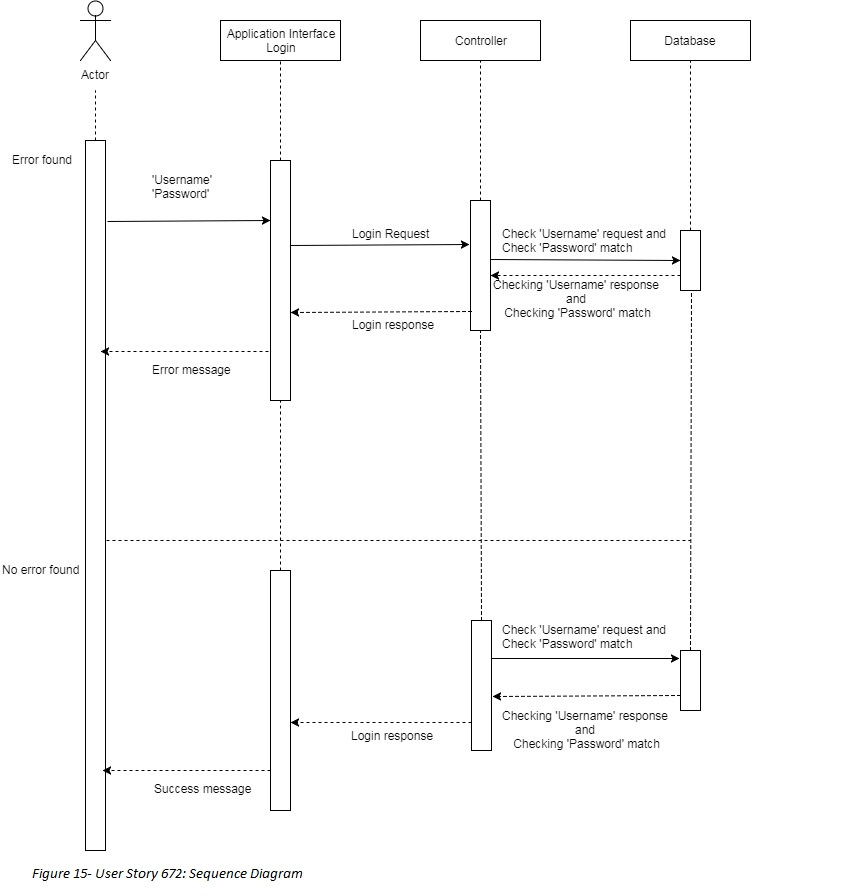 Application Interface
Login
Controller
Database
Actor
Error found
'Username'
'Password'
Login Request
Check 'Username' request and
Check 'Password' match
Checking 'Username' response
and
Checking 'Password' match
Login response
Error message
No error found
Check 'Username' request and
Check 'Password' match
Checking 'Username' response
and
Checking 'Password' match
Login response
Success message
Figure 15- User Story 672: Sequence Diagram